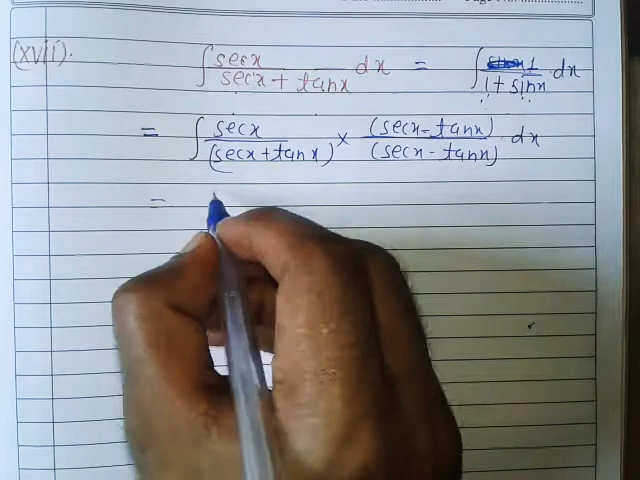 (xvii). ∫ secx / secx + tanx dx = ∫ 1 / 1 + sinx dx
= ∫ secx / (secx + tanx) × (secx - tanx) / (secx - tanx) dx
=